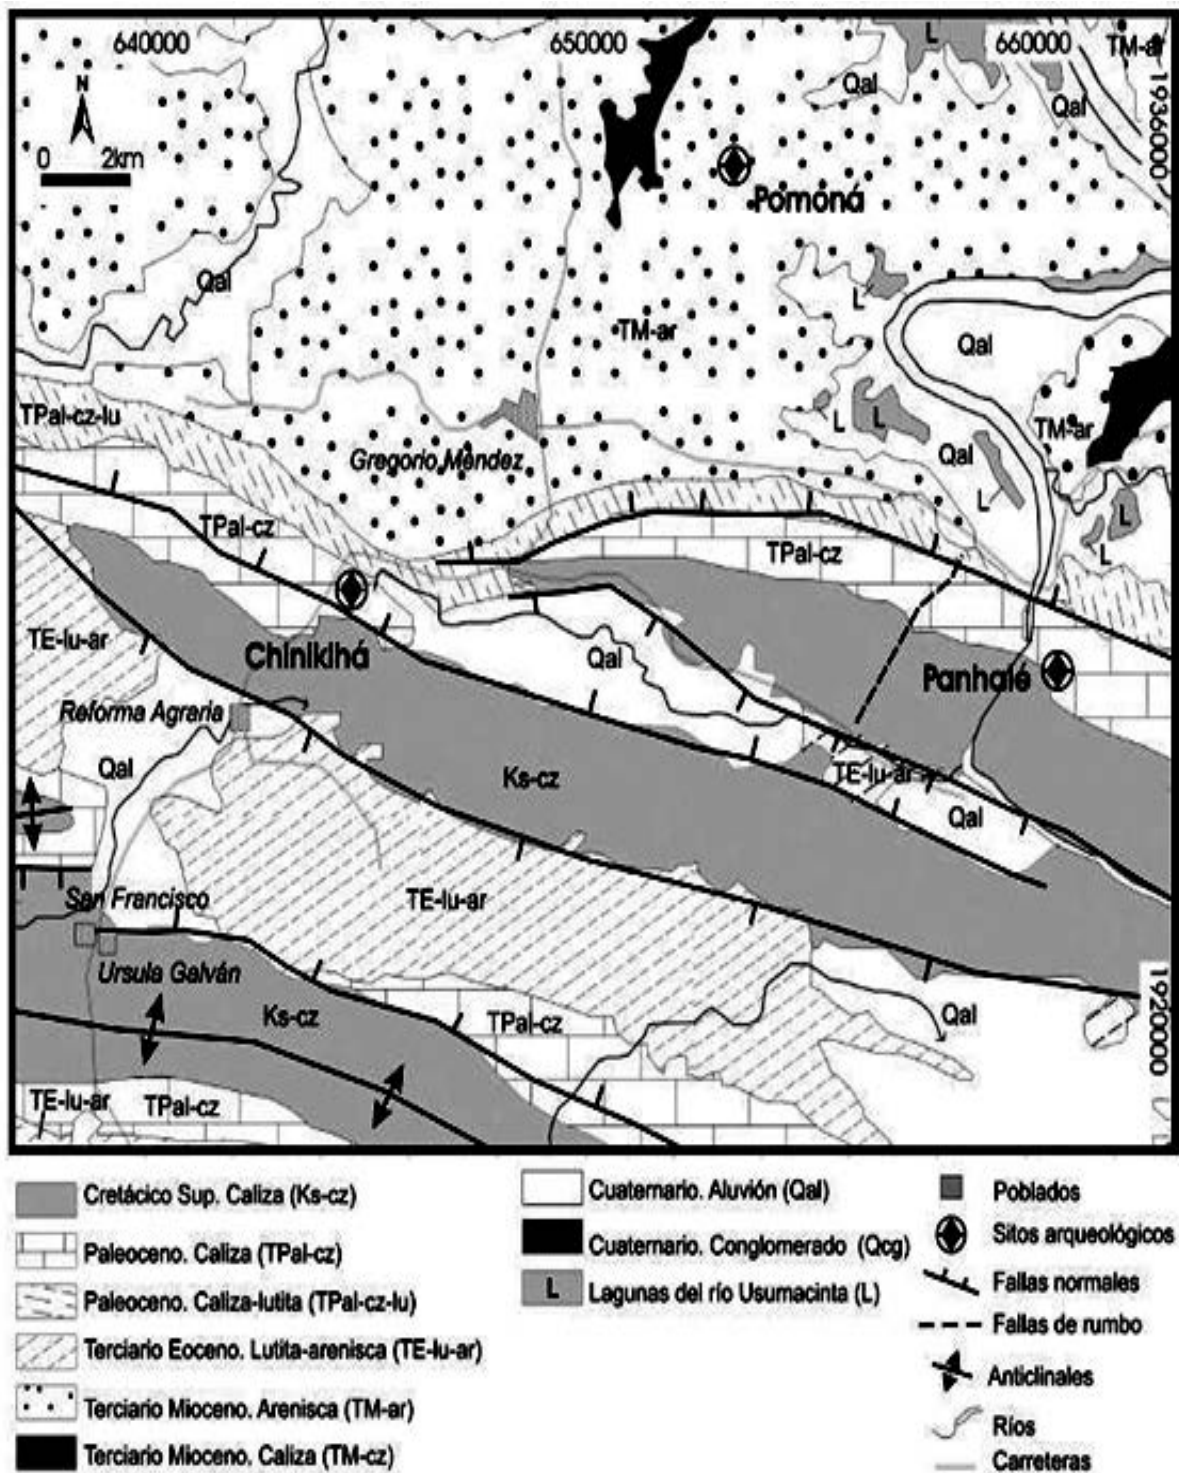 640000
650000
660000
L
TM-ar
Qal
Qal
1936000
N
0 2km
Pomoná
Qal
L
TM-ar
Qal
TPal-cz-lu
L
L
TM-ar
Qal
Gregorio Méndez
L
L
TPal-cz
TPal-cz
L
TE-lu-ar
Chinikihá
Qal
Panhalé
Reforma Agraria
Qal
Ks-cz
TE-lu-ar
Qal
San Francisco
TE-lu-ar
Ursula Galván
Ks-cz
TPal-cz
Qal
1920000
TE-lu-ar
TPal-cz
Cretácico Sup. Caliza (Ks-cz)
Paleoceno. Caliza (TPal-cz)
Paleoceno. Caliza-lutita (TPal-cz-lu)
Terciario Eoceno. Lutita-arenisca (TE-lu-ar)
Terciario Mioceno. Arenisca (TM-ar)
Terciario Mioceno. Caliza (TM-cz)
Cuaternario. Aluvión (Qal)
Cuaternario. Conglomerado (Qcg)
L Lagunas del río Usumacinta (L)
Poblados
Sitos arqueológicos
Fallas normales
Fallas de rumbo
Anticlinales
Ríos
Carreteras